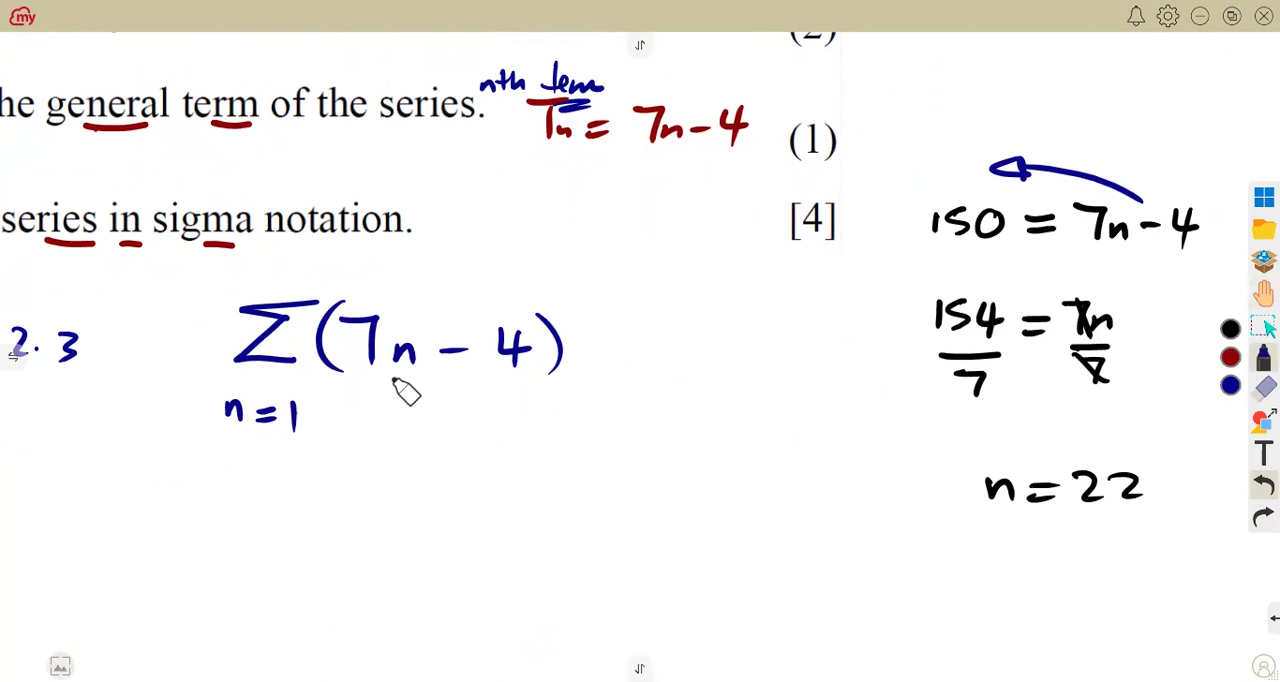 my
(2)
he general term of the series.
nth term
Tn = 7n - 4
(1)
series in sigma notation.
[4]
2.3
∑(7n - 4)
n = 1
150 = 7n - 4
154/7 = 7n/7
n = 22
T